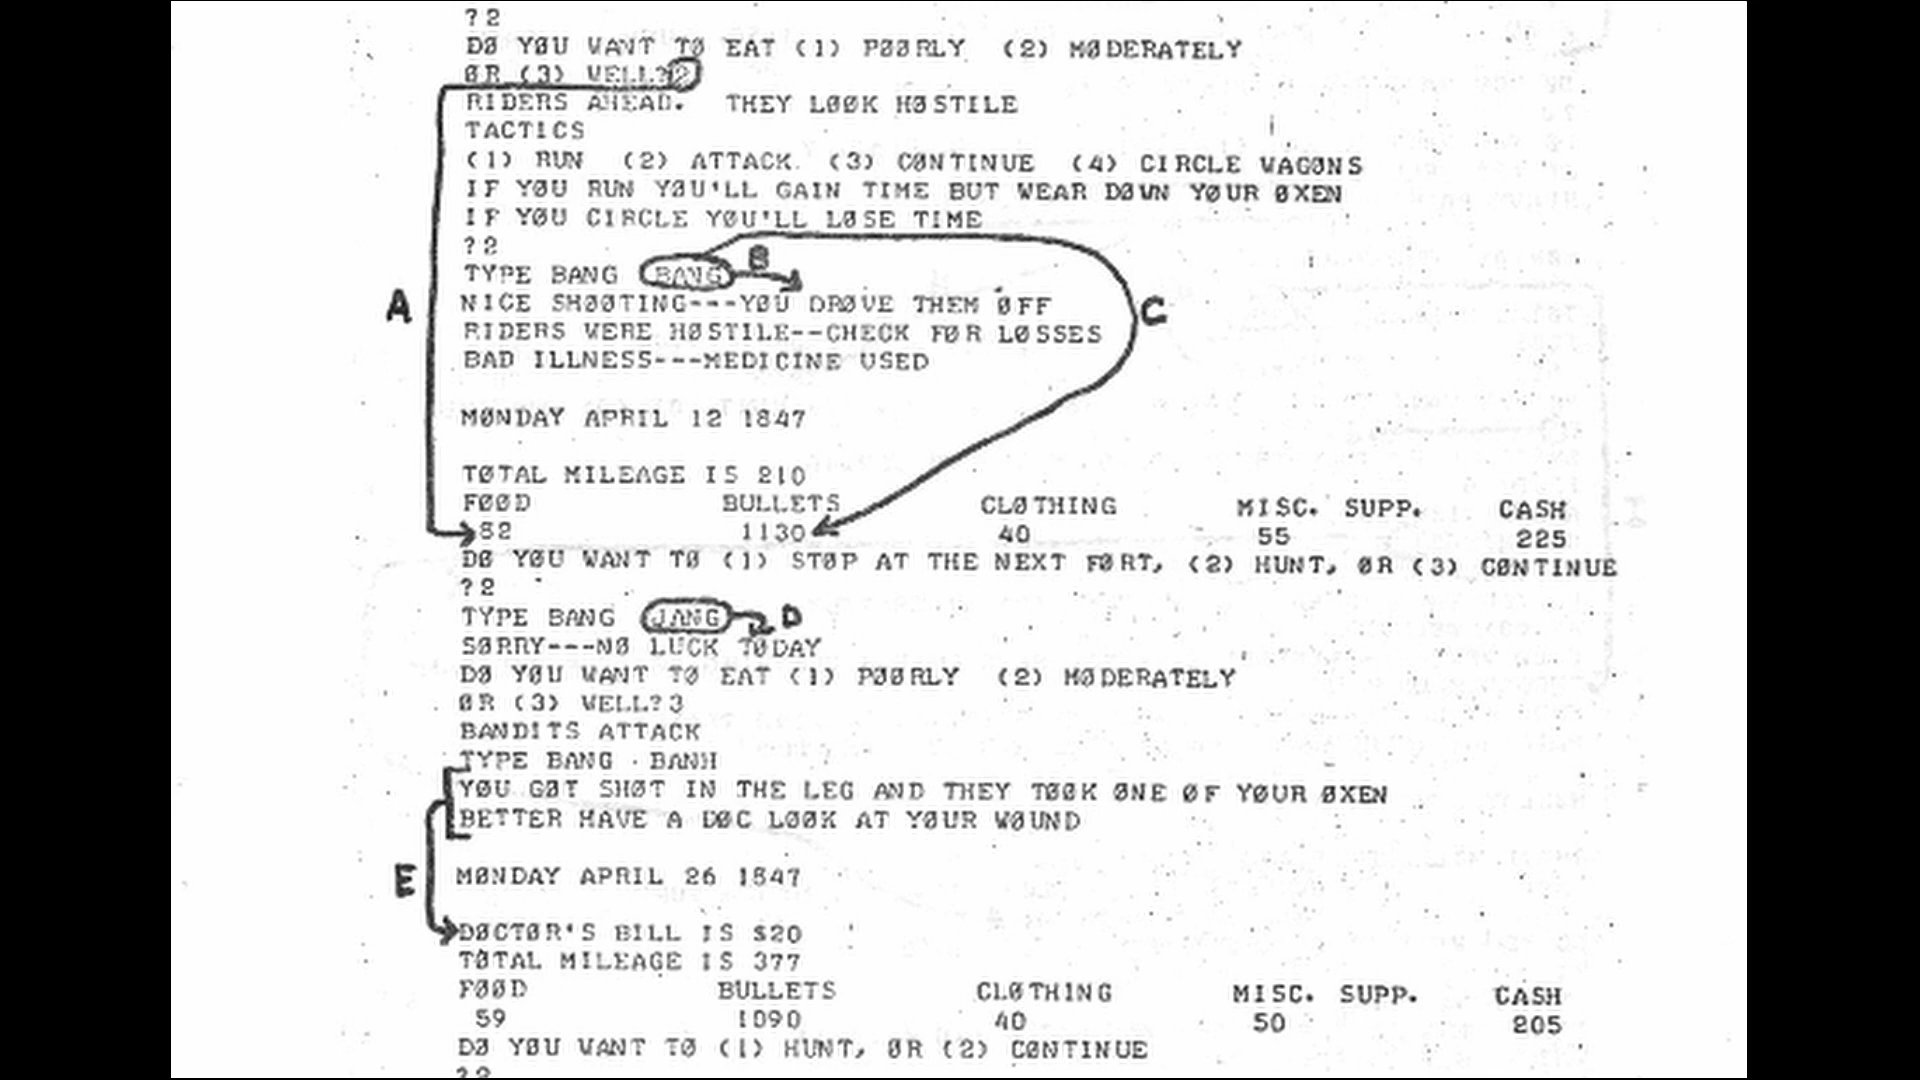 ?2
DØ YØU WANT TØ EAT (1) PØØRLY (2) MØDERATELY
ØR (3) WELL?2
RIDERS AHEAD. THEY LØØK HØSTILE
TACTICS
(1) RUN (2) ATTACK (3) CØNTINUE (4) CIRCLE WAGØNS
IF YØU RUN YØU'LL GAIN TIME BUT WEAR DØWN YØUR ØXEN
IF YØU CIRCLE YØU'LL LØSE TIME
?2
TYPE BANG BANG B
NICE SHØØTING---YØU DRØVE THEM ØFF
A C
RIDERS WERE HØSTILE--CHECK FØR LØSSES
BAD ILLNESS---MEDICINE USED
MØNDAY APRIL 12 1847
TØTAL MILEAGE IS 210
FØØD BULLETS CLØTHING MISC. SUPP. CASH
82 1130 40 55 225
DØ YØU WANT TØ (1) STØP AT THE NEXT FØRT, (2) HUNT, ØR (3) CØNTINUE
?2
TYPE BANG JANG D
SØRRY---NØ LUCK TØDAY
DØ YØU WANT TØ EAT (1) PØØRLY (2) MØDERATELY
ØR (3) WELL?3
BANDITS ATTACK
TYPE BANG BANH
YØU GØT SHØT IN THE LEG AND THEY TØØK ØNE ØF YØUR ØXEN
BETTER HAVE A DØC LØØK AT YØUR WØUND
E
MØNDAY APRIL 26 1847
DØCTØR'S BILL IS $20
TØTAL MILEAGE IS 377
FØØD BULLETS CLØTHING MISC. SUPP. CASH
59 1090 40 50 205
DØ YØU WANT TØ (1) HUNT, ØR (2) CØNTINUE